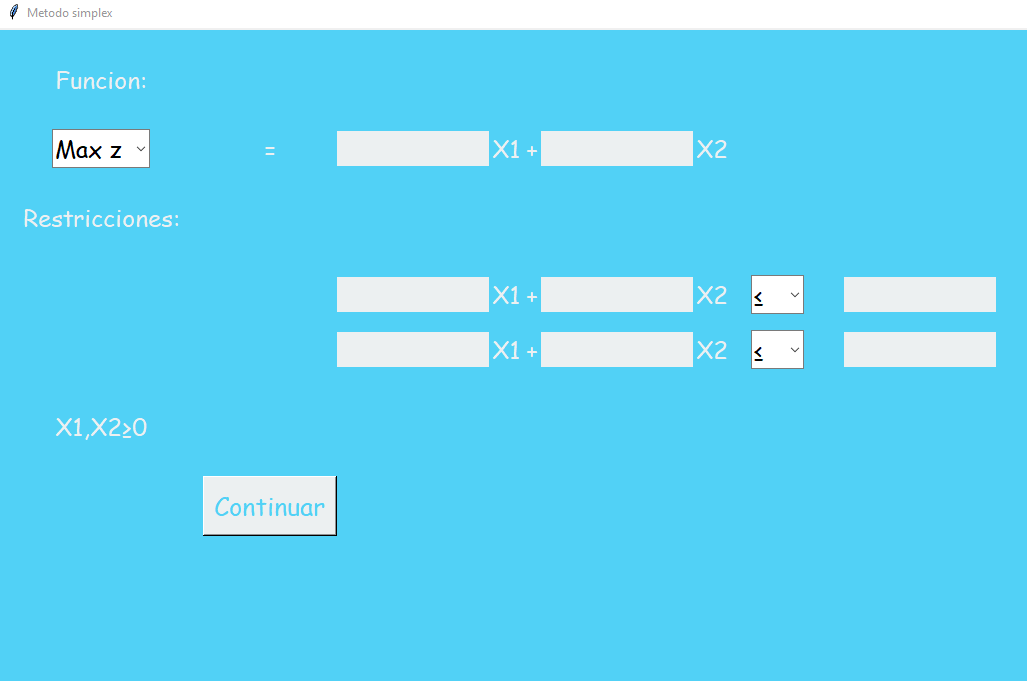 Metodo simplex
Funcion:
Max z = X1 + X2
Restricciones:
X1 + X2 ≤
X1 + X2 ≤
X1,X2≥0
Continuar